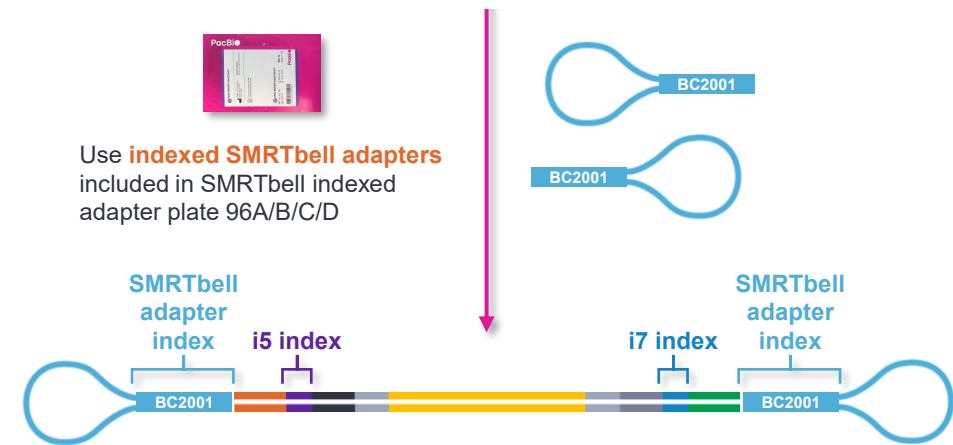 PacBi
BC2001
Use indexed SMRTbell adapters
included in SMRTbell indexed
adapter plate 96A/B/C/D
BC2001
SMRTbell
adapter
index
i5 index
i7 index
SMRTbell
adapter
index
BC2001
BC2001